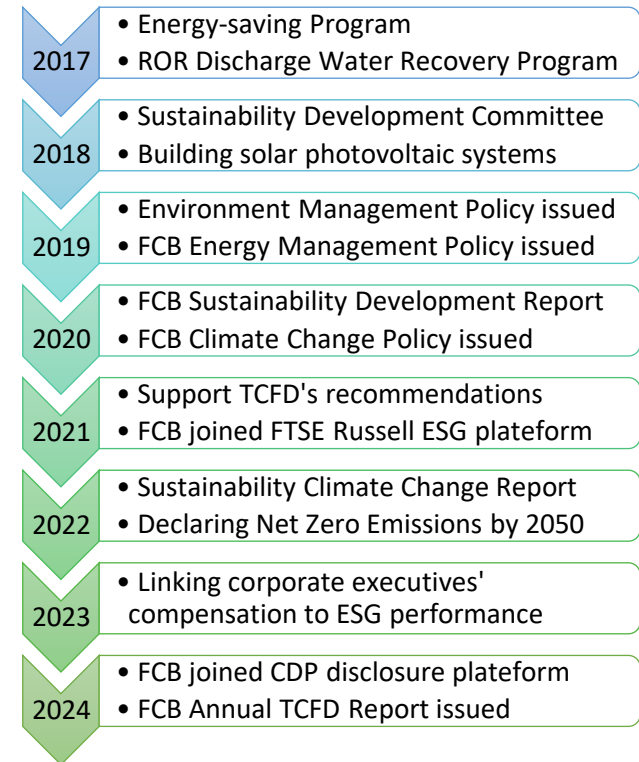 2017
• Energy-saving Program
• ROR Discharge Water Recovery Program
2018
• Sustainability Development Committee
• Building solar photovoltaic systems
2019
• Environment Management Policy issued
• FCB Energy Management Policy issued
2020
• FCB Sustainability Development Report
• FCB Climate Change Policy issued
2021
• Support TCFD's recommendations
• FCB joined FTSE Russell ESG plateform
2022
• Sustainability Climate Change Report
• Declaring Net Zero Emissions by 2050
2023
• Linking corporate executives'
compensation to ESG performance
2024
• FCB joined CDP disclosure plateform
• FCB Annual TCFD Report issued